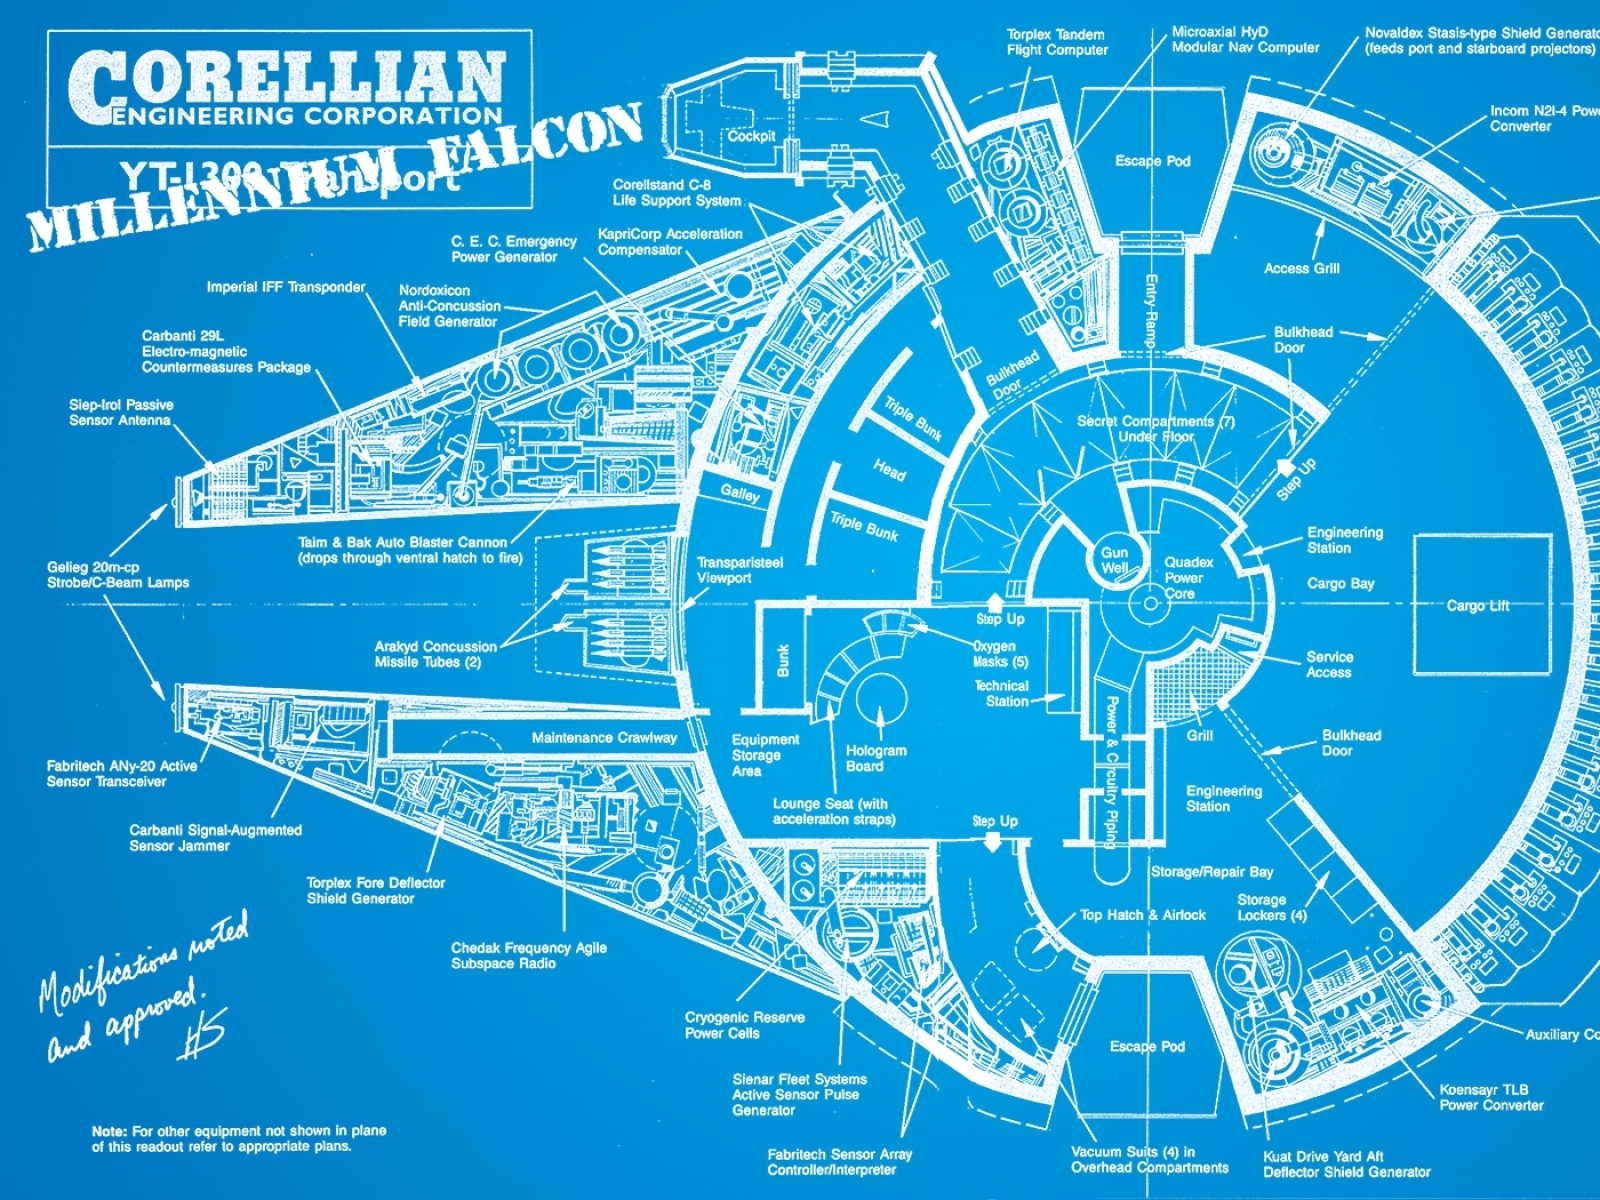 CORELLIAN
ENGINEERING CORPORATION
YT-1300 Transport
MILLENNIUM FALCON
Torplex Tandem
Flight Computer
Microaxial HyD
Modular Nav Computer
Novaldex Stasis-type Shield Generato
(feeds port and starboard projectors)
Incom N2I-4 Pow
Converter
Cockpit
Escape Pod
Corellstand C-8
Life Support System
C. E. C. Emergency
Power Generator
KapriCorp Acceleration
Compensator
Imperial IFF Transponder
Nordoxicon
Anti-Concussion
Field Generator
Access Grill
Entry-Ramp
Carbanti 29L
Electro-magnetic
Countermeasures Package
Bulkhead
Door
Bulkhead
Door
Siep-Irol Passive
Sensor Antenna
Triple Bunk
Secret Compartments (7)
Under Floor
Head
Step Up
Galley
Triple Bunk
Taim & Bak Auto Blaster Cannon
(drops through ventral hatch to fire)
Gelieg 20m-cp
Strobe/C-Beam Lamps
Transparisteel
Viewport
Gun
Well
Quadex
Power
Core
Engineering
Station
Cargo Bay
Cargo Lift
Step Up
Arakyd Concussion
Missile Tubes (2)
Bunk
Oxygen
Masks (5)
Technical
Station
Service
Access
Power & Circuitry Piping
Grill
Bulkhead
Door
Maintenance Crawlway
Equipment
Storage
Area
Hologram
Board
Fabritech ANy-20 Active
Sensor Transceiver
Lounge Seat (with
acceleration straps)
Engineering
Station
Step Up
Carbanti Signal-Augmented
Sensor Jammer
Torplex Fore Deflector
Shield Generator
Storage/Repair Bay
Storage
Lockers (4)
Top Hatch & Airlock
Chedak Frequency Agile
Subspace Radio
Modifications noted
and approved.
HS
Cryogenic Reserve
Power Cells
Escape Pod
Auxiliary Co
Sienar Fleet Systems
Active Sensor Pulse
Generator
Koensayr TLB
Power Converter
Note: For other equipment not shown in plane
of this readout refer to appropriate plans.
Fabritech Sensor Array
Controller/Interpreter
Vacuum Suits (4) in
Overhead Compartments
Kuat Drive Yard Aft
Deflector Shield Generator